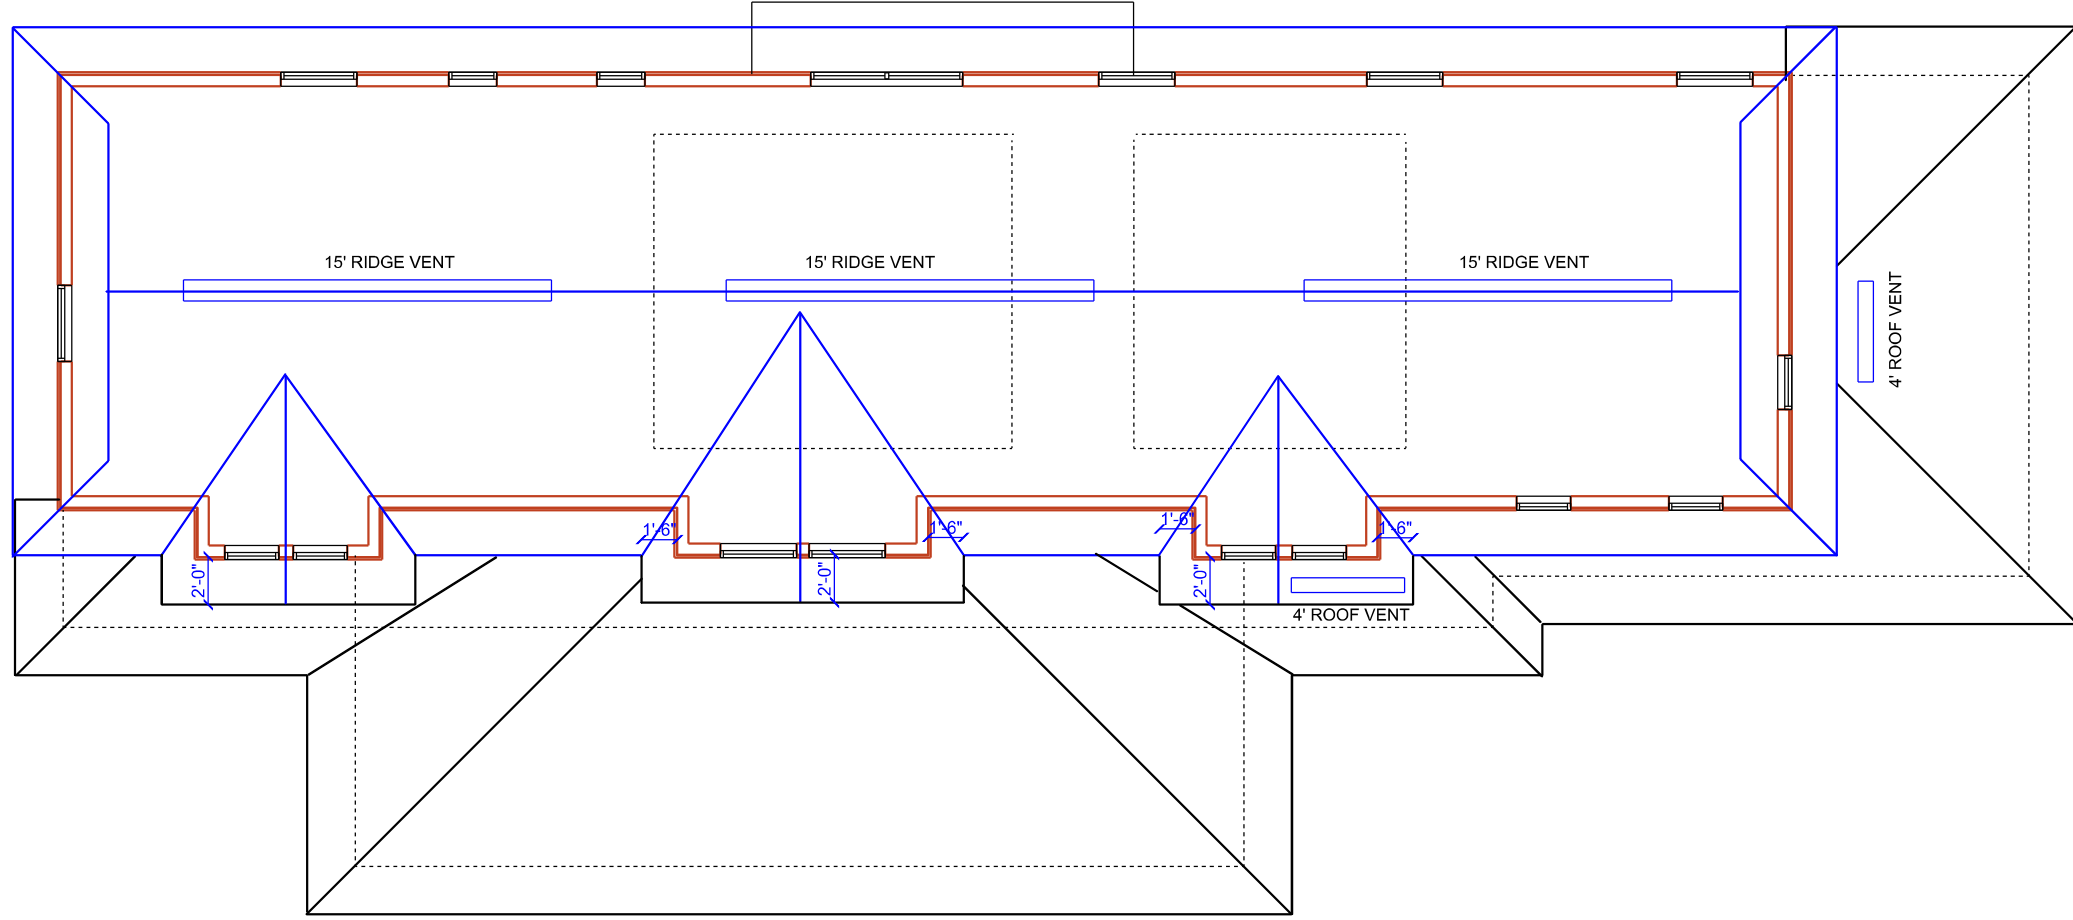 15' RIDGE VENT
15' RIDGE VENT
15' RIDGE VENT
4' ROOF VENT
1'-6"
1'-6"
1'-6"
1'-6"
2'-0"
2'-0"
2'-0"
4' ROOF VENT